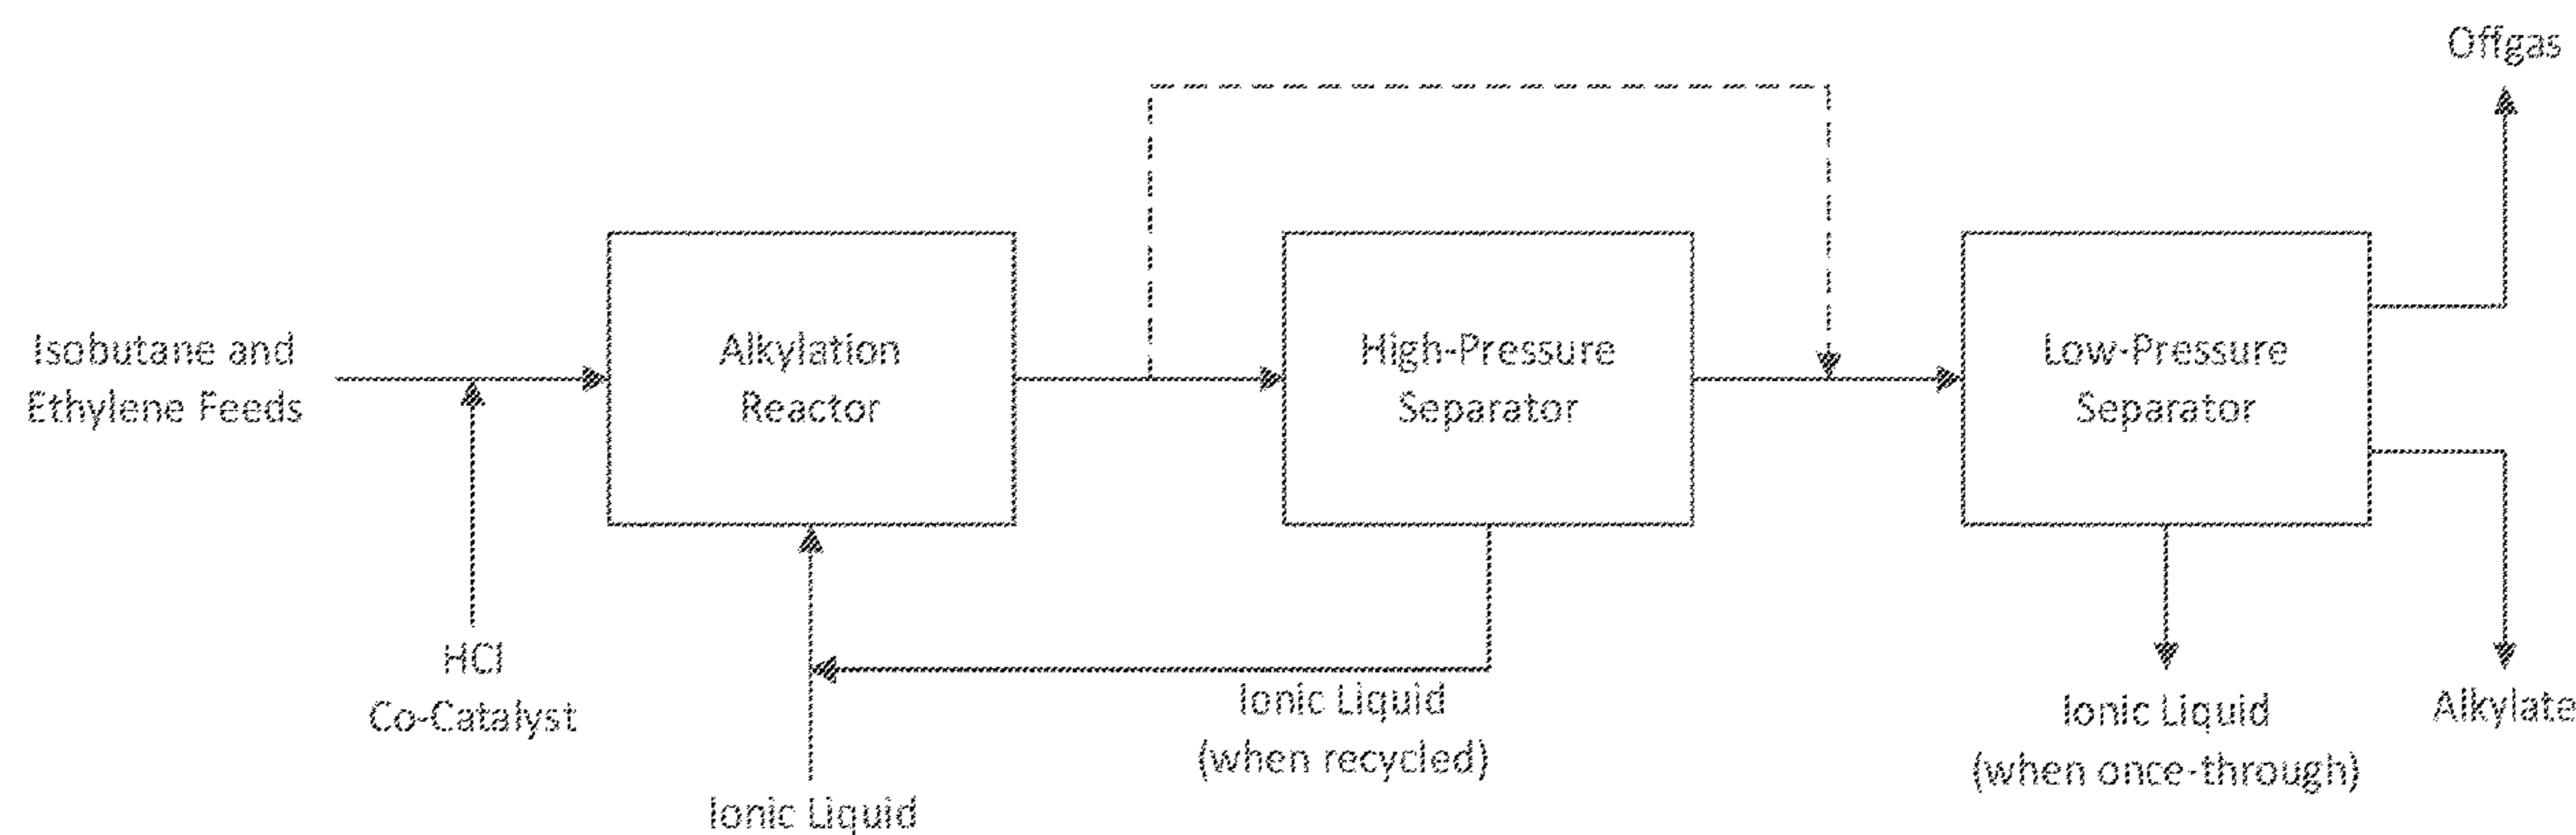 Offgas
Isobutane and
Ethylene Feeds
Alkylation
Reactor
High-Pressure
Separator
Low-Pressure
Separator
HCl
Co-Catalyst
Ionic Liquid
(when recycled)
Ionic Liquid
(when once-through)
Alkylate
Ionic Liquid